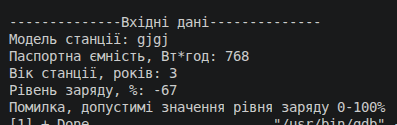 --------------Вхідні дані--------------
Модель станції: gjgj
Паспортна ємність, Вт*год: 768
Вік станції, років: 3
Рівень заряду, %: -67
Помилка, допустимі значення рівня заряду 0-100%
[1] + Done "/usr/bin/gdb"